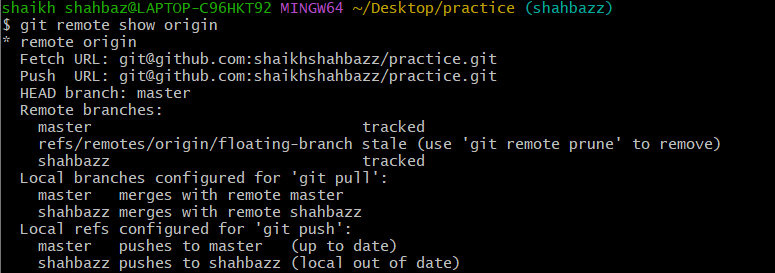 shaikh shahbaz@LAPTOP-C96HKT92 MINGW64 ~/Desktop/practice (shahbazz)
$ git remote show origin
* remote origin
  Fetch URL: git@github.com:shaikhshahbazz/practice.git
  Push  URL: git@github.com:shaikhshahbazz/practice.git
  HEAD branch: master
  Remote branches:
    master                             tracked
    refs/remotes/origin/floating-branch stale (use 'git remote prune' to remove)
    shahbazz                           tracked
  Local branches configured for 'git pull':
    master   merges with remote master
    shahbazz merges with remote shahbazz
  Local refs configured for 'git push':
    master   pushes to master   (up to date)
    shahbazz pushes to shahbazz (local out of date)